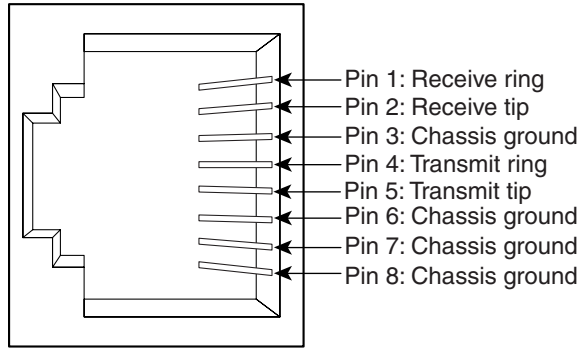 Pin 1: Receive ring
Pin 2: Receive tip
Pin 3: Chassis ground
Pin 4: Transmit ring
Pin 5: Transmit tip
Pin 6: Chassis ground
Pin 7: Chassis ground
Pin 8: Chassis ground